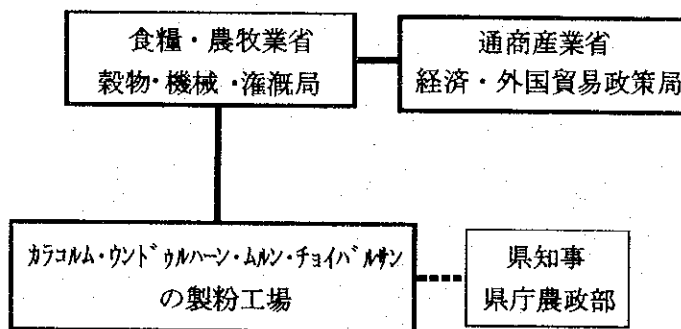 食糧・農牧業省
穀物・機械・潅漑局
通商産業省
経済・外国貿易政策局
ｶﾗｺﾙﾑ・ｳﾝﾄﾞｩﾙﾊｰﾝ・ﾑﾙﾝ・ﾁｮｲﾊﾞﾙｻﾝ
の製粉工場
県知事
県庁農政部